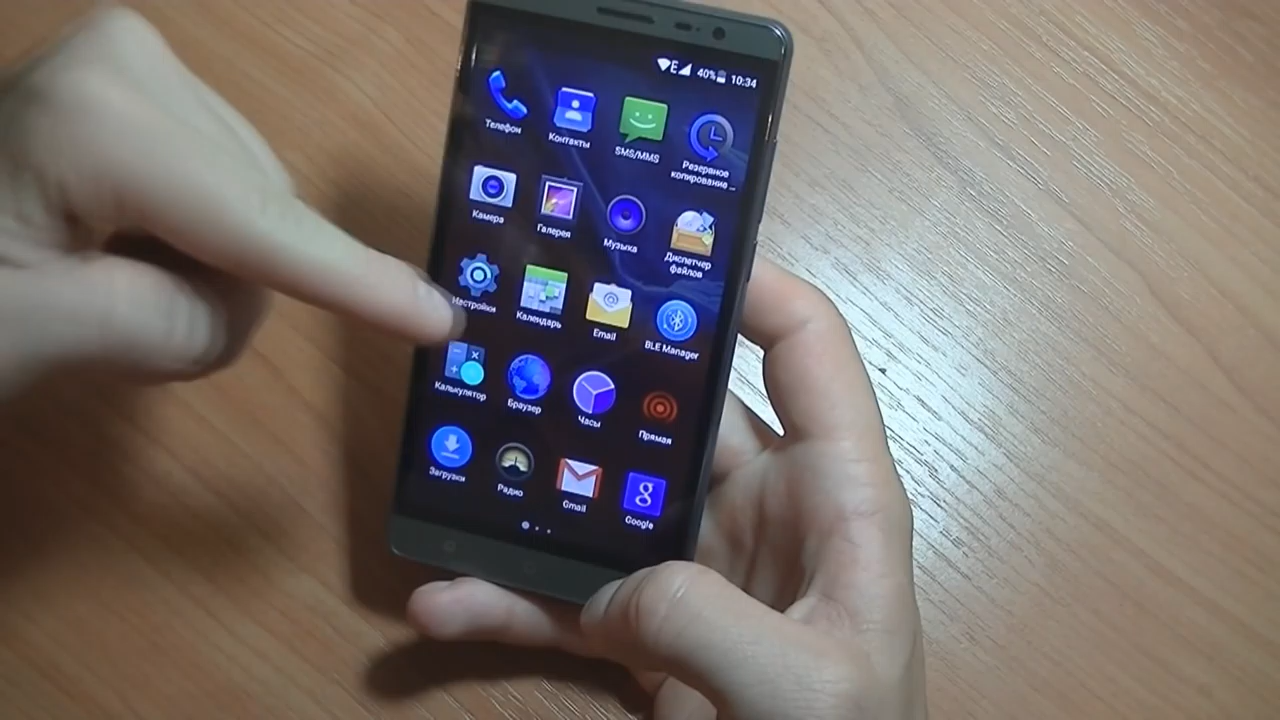 E 40% 10:34
Телефон
Контакты
SMS/MMS
Резервное
копирование ...
Камера
Галерея
Музыка
Диспетчер
файлов
Настройки
Календарь
Email
BLE Manager
Калькулятор
Браузер
Часы
Прямая
Загрузки
Радио
Gmail
Google